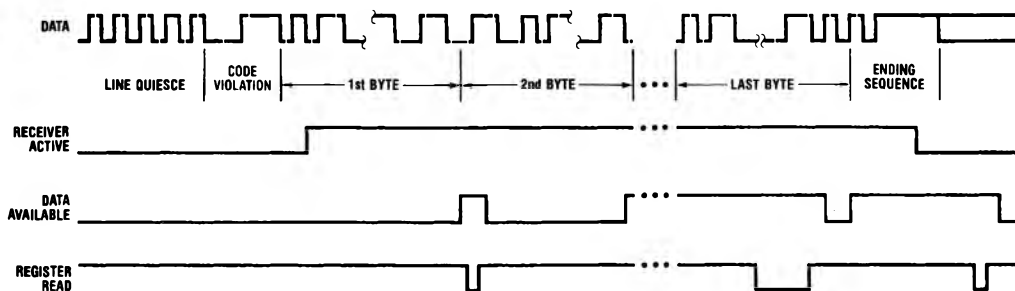 DATA
LINE QUIESCE
CODE
VIOLATION
1st BYTE
2nd BYTE
• • •
LAST BYTE
ENDING
SEQUENCE
RECEIVER
ACTIVE
• • •
DATA
AVAILABLE
• • •
REGISTER
READ
• • •